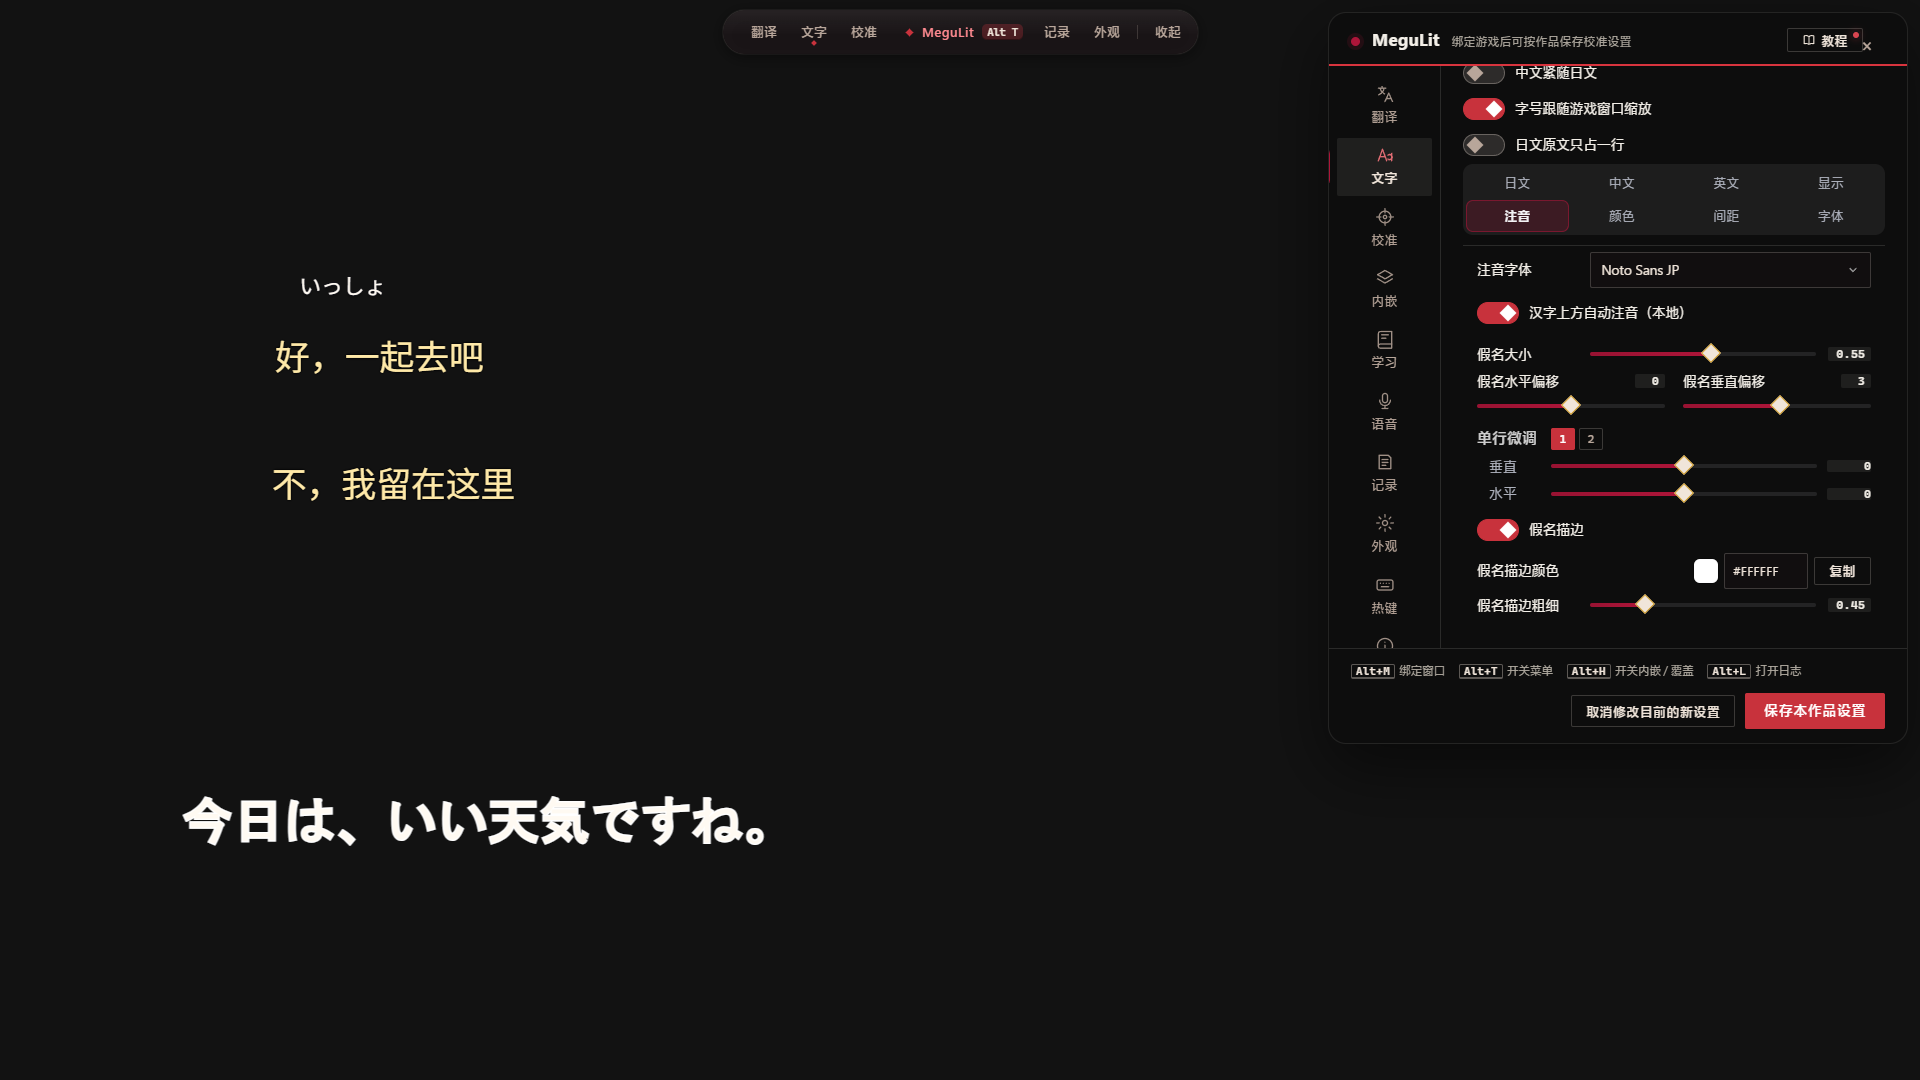 翻译 文字 校准 MeguLit Alt T 记录 外观 收起
いっしょ
好，一起去吧
不，我留在这里
今日は、いい天気ですね。
MeguLit 绑定游戏后可按作品保存校准设置 教程 ×
翻译
文字
校准
内嵌
学习
语音
记录
外观
热键
中文紧随日文
字号跟随游戏窗口缩放
日文原文只占一行
日文 中文 英文 显示
注音 颜色 间距 字体
注音字体 Noto Sans JP
汉字上方自动注音（本地）
假名大小 0.55
假名水平偏移 0 假名垂直偏移 3
单行微调 1 2
垂直 0
水平 0
假名描边
假名描边颜色 #FFFFFF 复制
假名描边粗细 0.45
Alt+M 绑定窗口 Alt+T 开关菜单 Alt+H 开关内嵌 / 覆盖 Alt+L 打开日志
取消修改目前的新设置 保存本作品设置